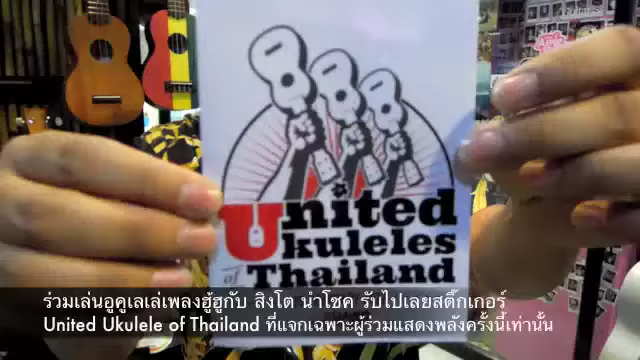 United
Ukuleles
of Thailand
ร่วมเล่นอูคูเลเล่เพลงฮู้ฮูกับ สิงโต นำโชค รับไปเลยสติ๊กเกอร์
United Ukulele of Thailand ที่แจกเฉพาะผู้ร่วมแสดงพลังครั้งนี้เท่านั้น